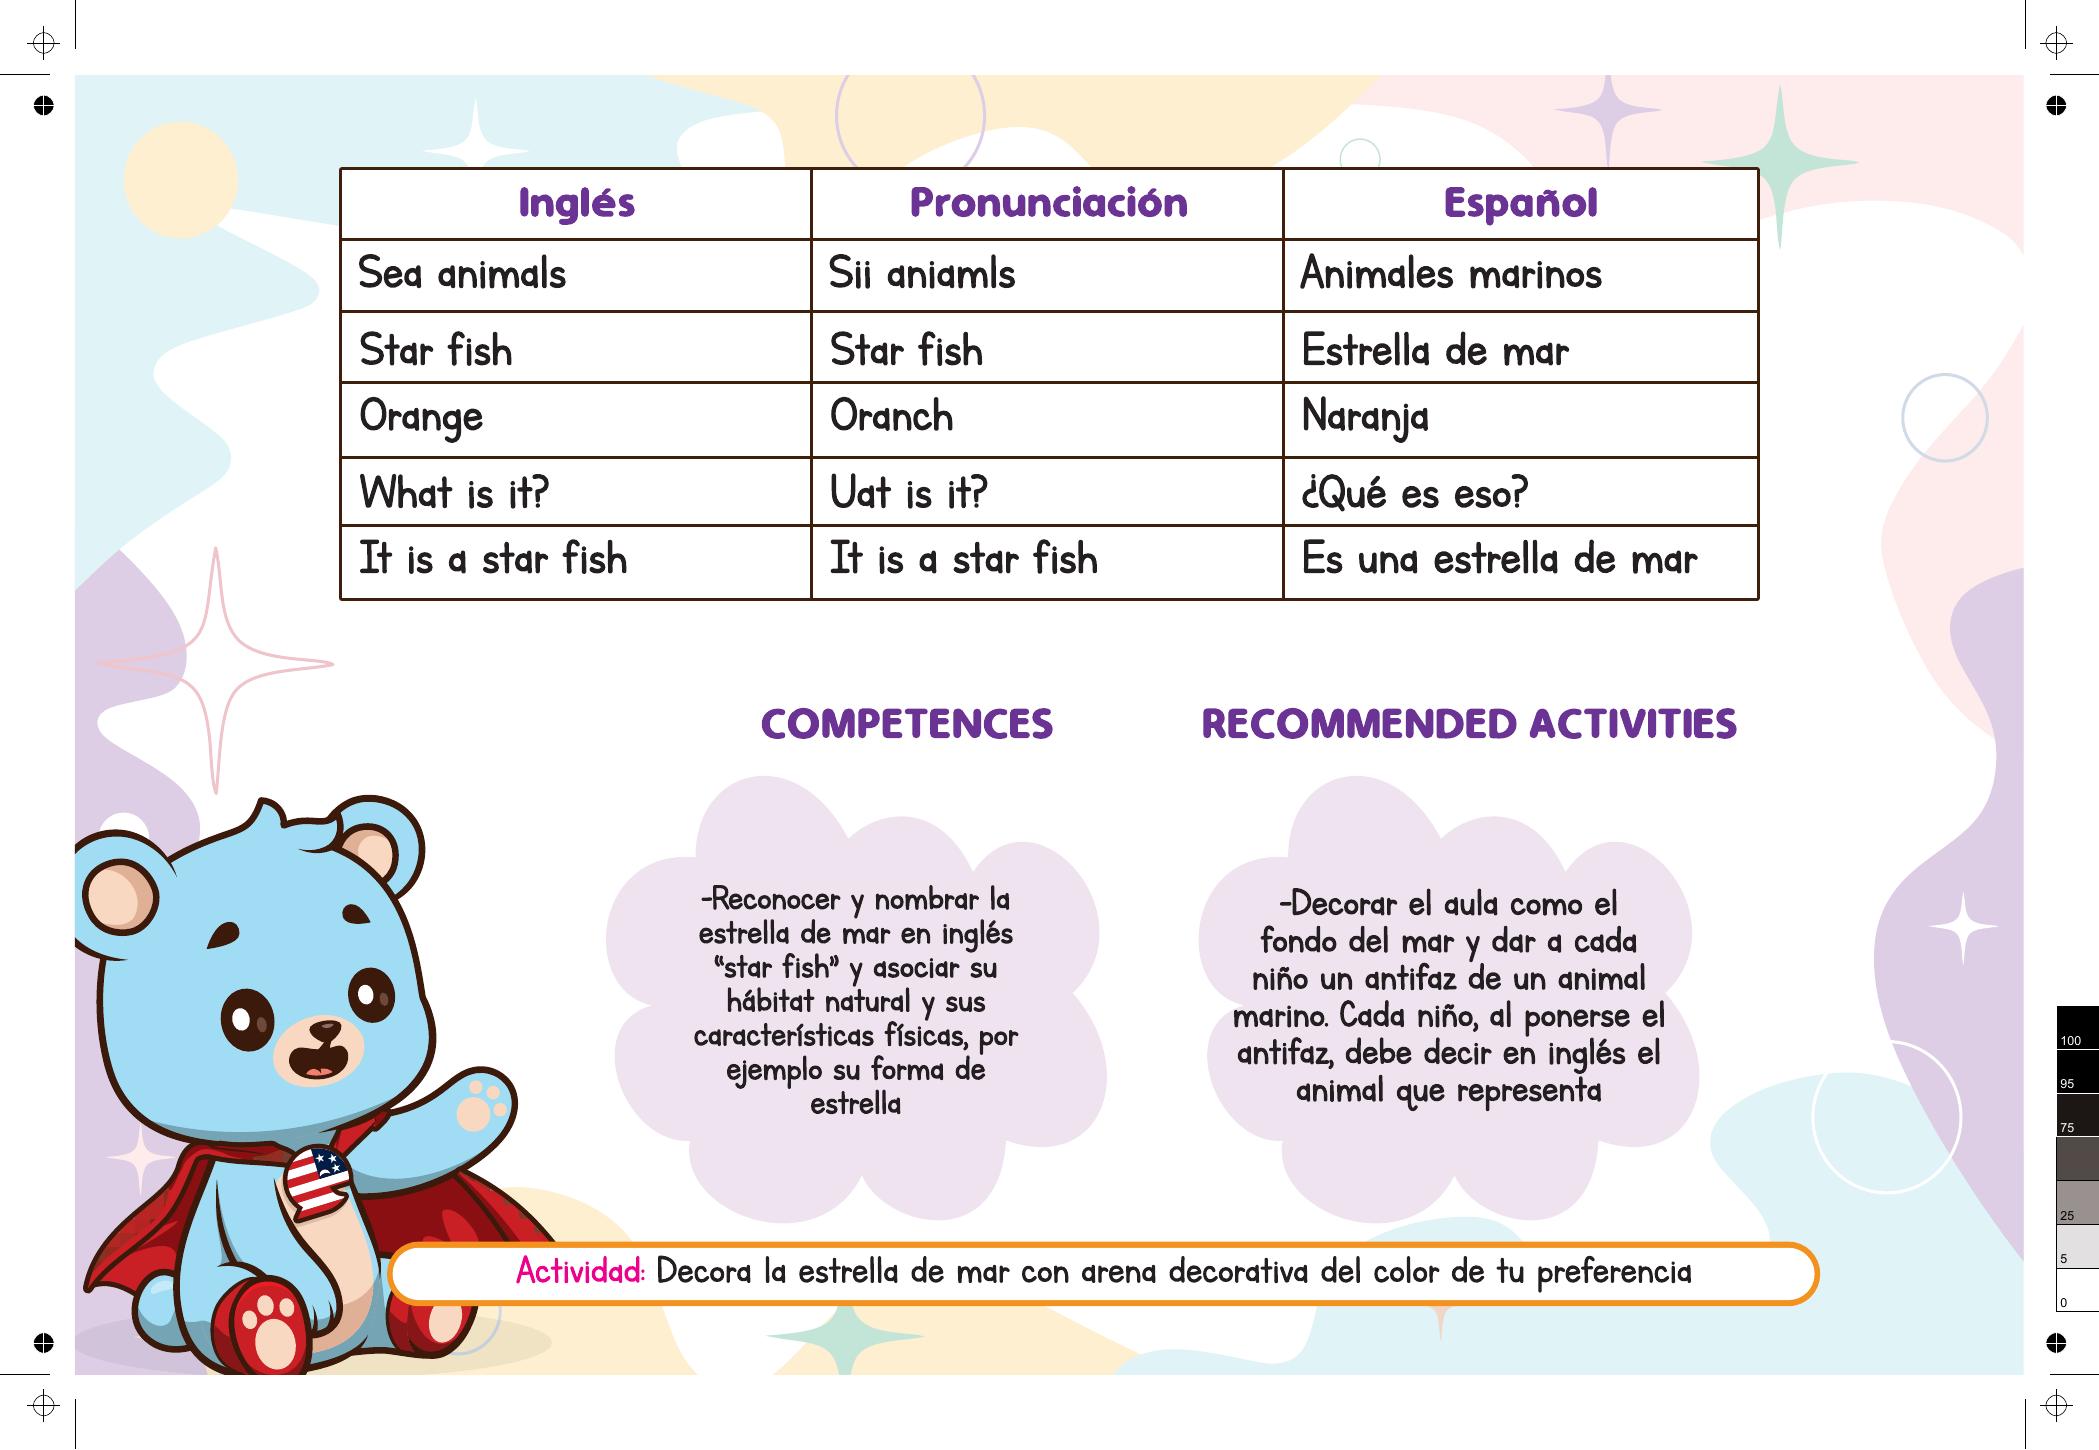 Inglés Pronunciación Español
Sea animals Sii aniamls Animales marinos
Star fish Star fish Estrella de mar
Orange Oranch Naranja
What is it? Uat is it? ¿Qué es eso?
It is a star fish It is a star fish Es una estrella de mar
COMPETENCES
-Reconocer y nombrar la
estrella de mar en inglés
“star fish” y asociar su
hábitat natural y sus
características físicas, por
ejemplo su forma de
estrella
RECOMMENDED ACTIVITIES
-Decorar el aula como el
fondo del mar y dar a cada
niño un antifaz de un animal
marino. Cada niño, al ponerse el
antifaz, debe decir en inglés el
animal que representa
Actividad: Decora la estrella de mar con arena decorativa del color de tu preferencia
100
95
75
25
5
0